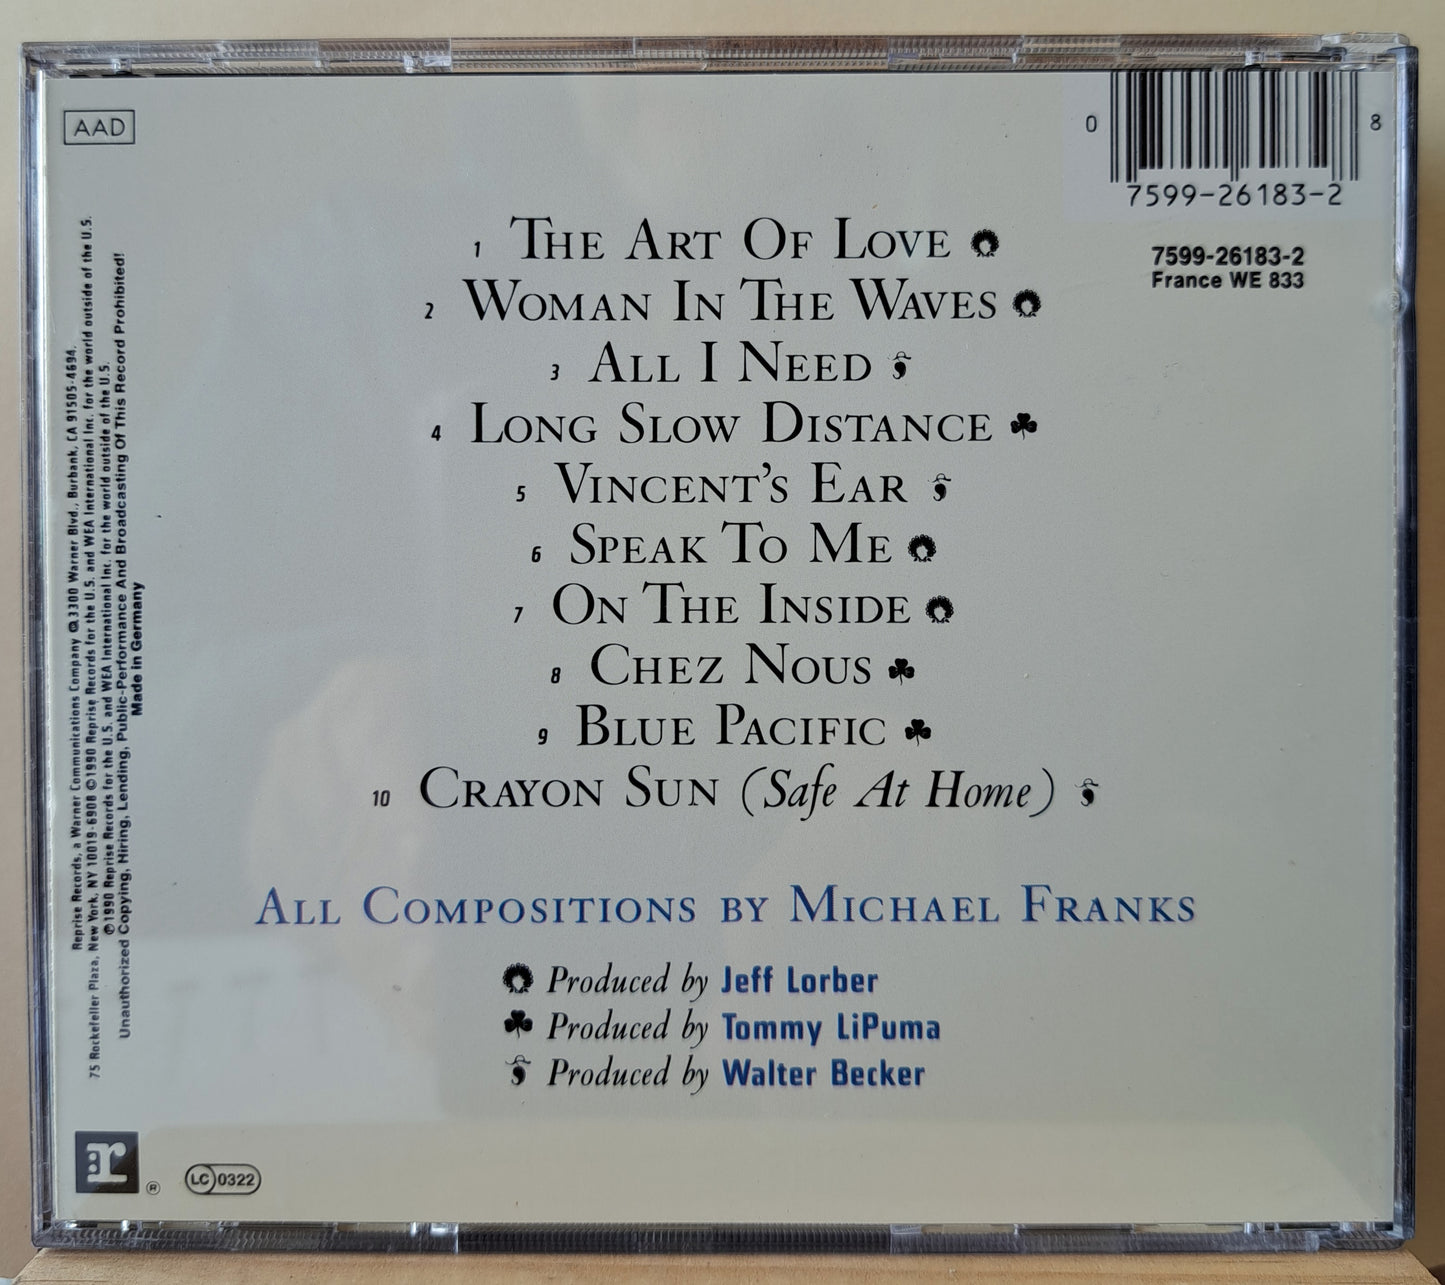 AAD
0 8
7599-26183-2
7599-26183-2
France WE 833
1 THE ART OF LOVE
2 WOMAN IN THE WAVES
3 ALL I NEED
4 LONG SLOW DISTANCE
5 VINCENT'S EAR
6 SPEAK TO ME
7 ON THE INSIDE
8 CHEZ NOUS
9 BLUE PACIFIC
10 CRAYON SUN (Safe At Home)
ALL COMPOSITIONS BY MICHAEL FRANKS
Produced by Jeff Lorber
Produced by Tommy LiPuma
Produced by Walter Becker
Reprise Records, a Warner Communications Company @ 3300 Warner Blvd., Burbank, CA 91505-4694.
75 Rockefeller Plaza, New York, NY 10019-6908 © 1990 Reprise Records for the U.S. and WEA International Inc. for the world outside of the U.S.
℗ 1990 Reprise Records for the U.S. and WEA International Inc. for the world outside of the U.S.
Unauthorized Copying, Hiring, Lending, Public-Performance And Broadcasting Of This Record Prohibited!
Made in Germany
r ®
LC 0322